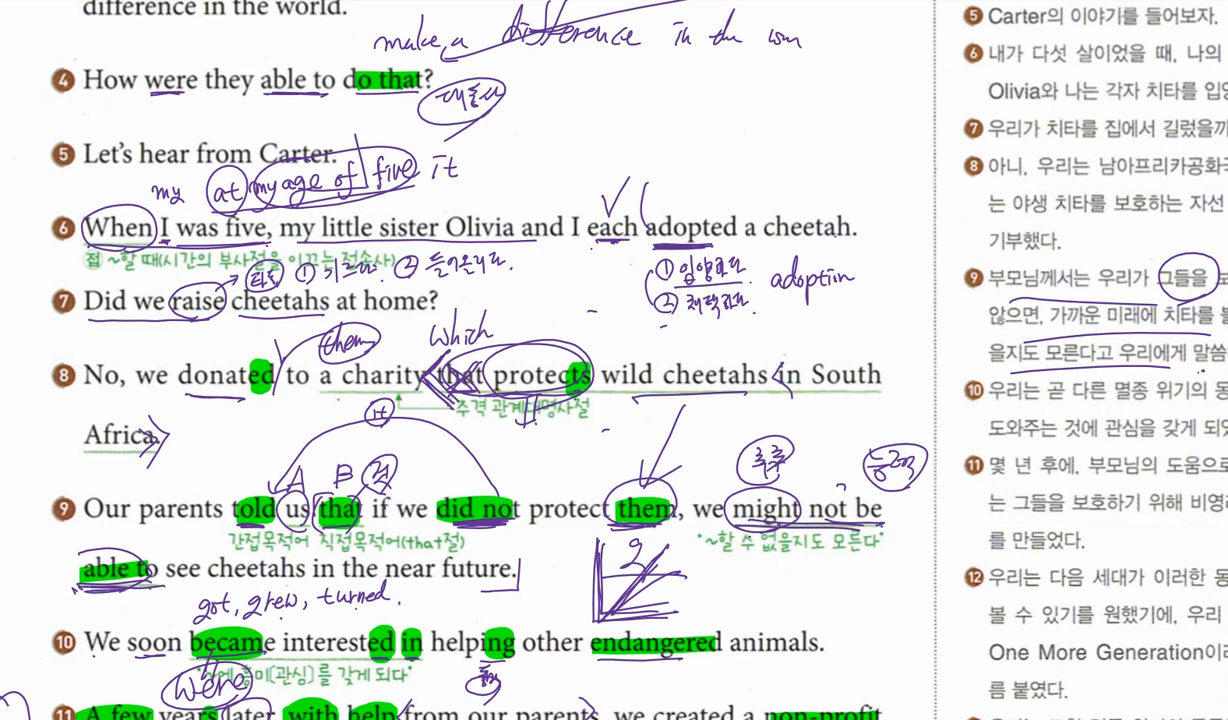 difference in the world.
make a difference in the
④ How were they able to do that?
대동사
⑤ Let's hear from Carter.
my at my age of five it
⑥ When I was five, my little sister Olivia and I each adopted a cheetah.
접 ~할 때(시간의 부사절을 이끄는 접속사)
타동 ① 기르다 ② 들어올리다.
① 입양하다 adoption
② 채택하다.
⑦ Did we raise cheetahs at home?
them which
⑧ No, we donated to a charity that protects wild cheetahs in South
주격 관계대명사절
Africa.
it
A B 접 추측
⑨ Our parents told us that if we did not protect them, we might not be
간접목적어 직접목적어(that절) '~할 수 없을지도 모른다'
able to see cheetahs in the near future.
got, grew, turned.
⑩ We soon became interested in helping other endangered animals.
흥미[관심]를 갖게 되다"
were
⑪ A few years later with help from our parents, we created a non-profit
⑤ Carter의 이야기를 들어보자.
⑥ 내가 다섯 살이었을 때, 나의
Olivia와 나는 각자 치타를 입양
⑦ 우리가 치타를 집에서 길렀을까
⑧ 아니, 우리는 남아프리카공화국
는 야생 치타를 보호하는 자선
기부했다.
⑨ 부모님께서는 우리가 그들을 보
않으면, 가까운 미래에 치타를 볼
을지도 모른다고 우리에게 말씀
⑩ 우리는 곧 다른 멸종 위기의 동
도와주는 것에 관심을 갖게 되었
⑪ 몇 년 후에, 부모님의 도움으로
는 그들을 보호하기 위해 비영
를 만들었다.
⑫ 우리는 다음 세대가 이러한 동
볼 수 있기를 원했기에, 우리
One More Generation이라
름 붙였다.